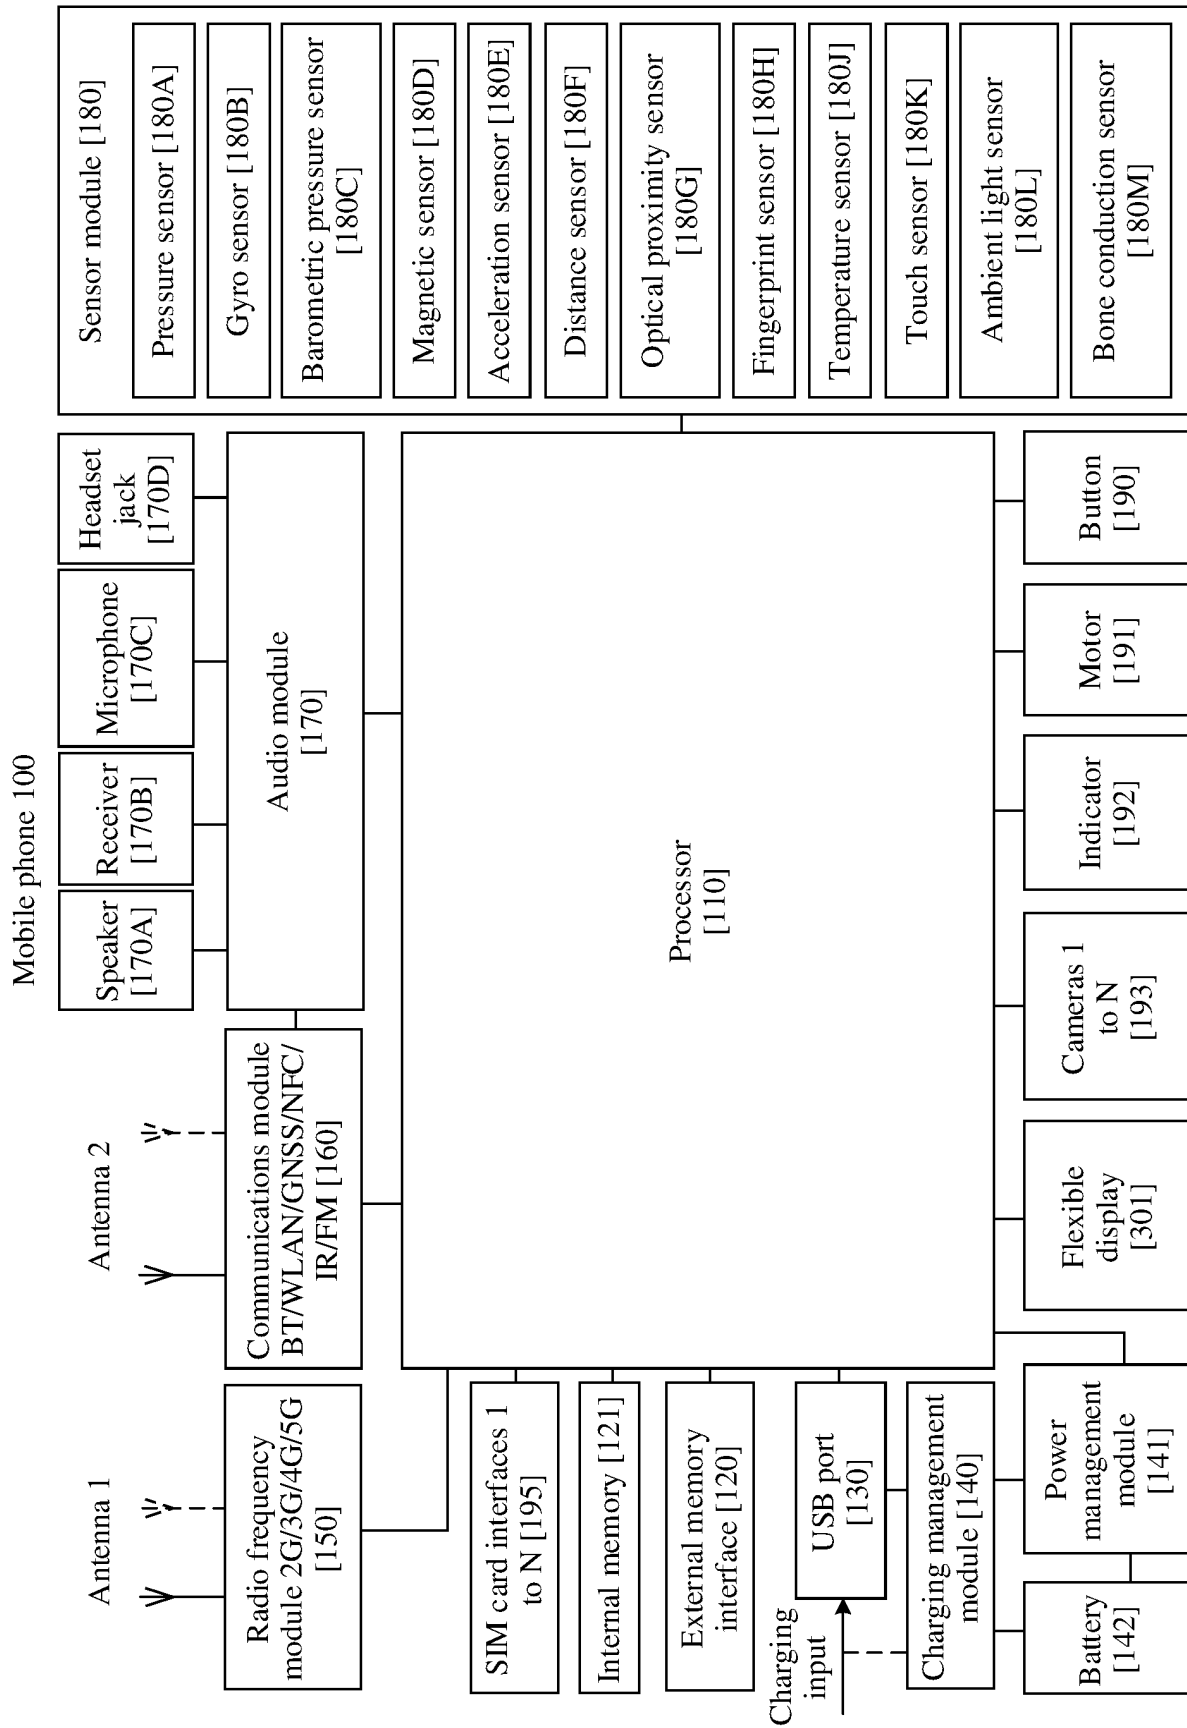 Mobile phone 100
Antenna 1
Antenna 2
Speaker
[170A]
Receiver
[170B]
Microphone
[170C]
Headset
jack
[170D]
Sensor module [180]
Pressure sensor [180A]
Gyro sensor [180B]
Barometric pressure sensor
[180C]
Magnetic sensor [180D]
Acceleration sensor [180E]
Distance sensor [180F]
Optical proximity sensor
[180G]
Fingerprint sensor [180H]
Temperature sensor [180J]
Touch sensor [180K]
Ambient light sensor
[180L]
Bone conduction sensor
[180M]
Radio frequency
module 2G/3G/4G/5G
[150]
Communications module
BT/WLAN/GNSS/NFC/
IR/FM [160]
Audio module
[170]
SIM card interfaces 1
to N [195]
Internal memory [121]
External memory
interface [120]
Charging
input
USB port
[130]
Charging management
module [140]
Processor
[110]
Battery
[142]
Power
management
module
[141]
Flexible
display
[301]
Cameras 1
to N
[193]
Indicator
[192]
Motor
[191]
Button
[190]